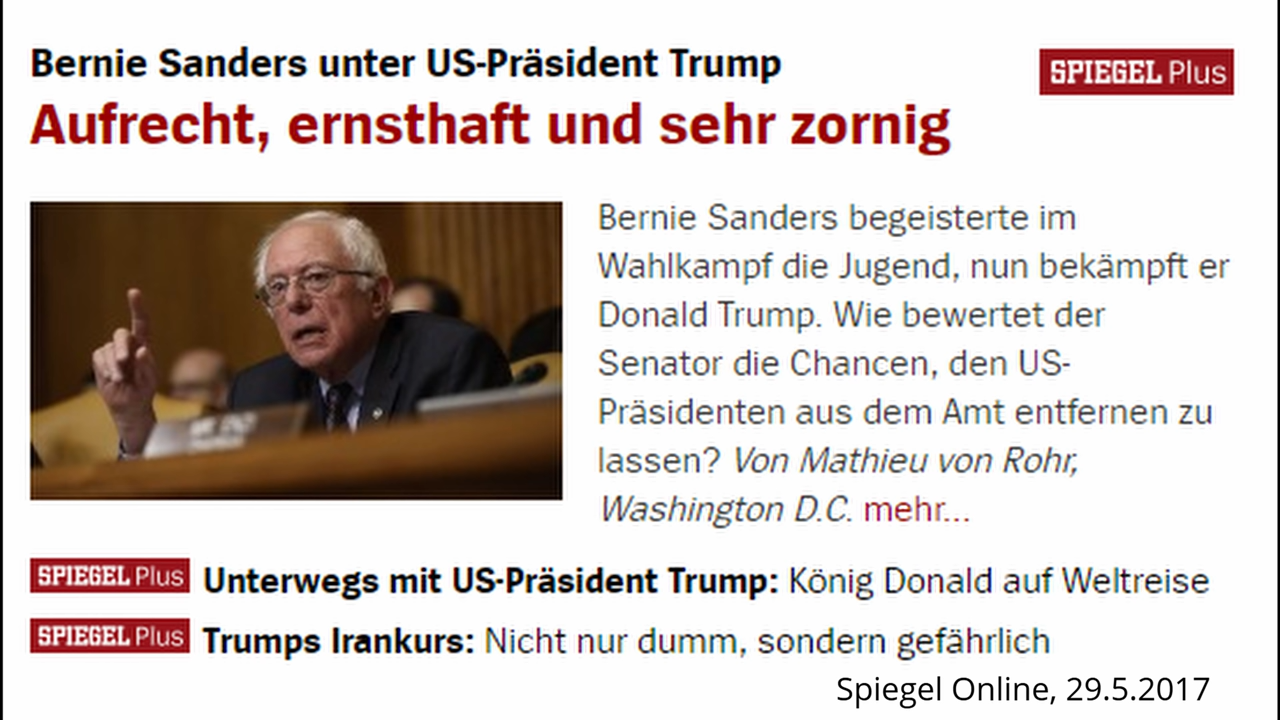 Bernie Sanders unter US-Präsident Trump
SPIEGEL Plus
Aufrecht, ernsthaft und sehr zornig
Bernie Sanders begeisterte im
Wahlkampf die Jugend, nun bekämpft er
Donald Trump. Wie bewertet der
Senator die Chancen, den US-
Präsidenten aus dem Amt entfernen zu
lassen? Von Mathieu von Rohr,
Washington D.C. mehr...
SPIEGEL Plus Unterwegs mit US-Präsident Trump: König Donald auf Weltreise
SPIEGEL Plus Trumps Irankurs: Nicht nur dumm, sondern gefährlich
Spiegel Online, 29.5.2017